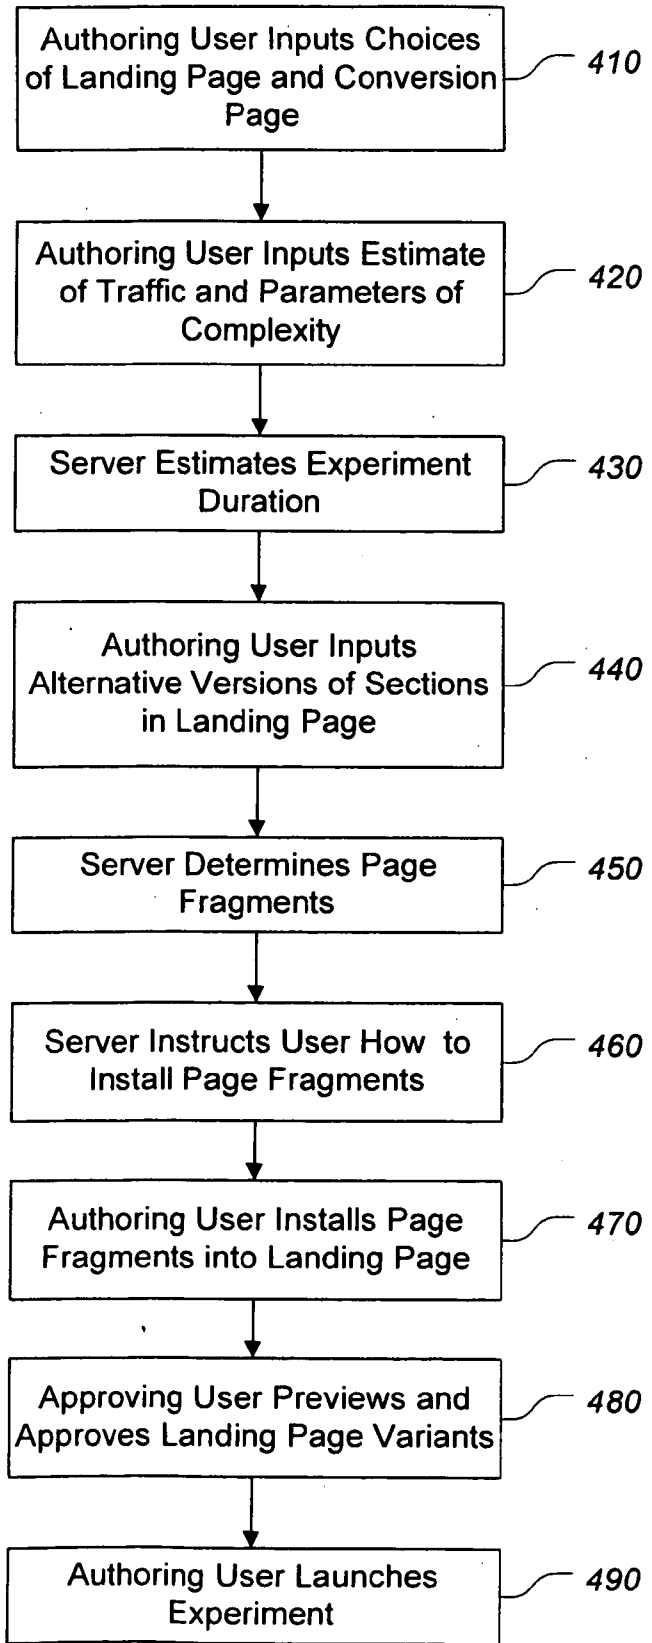 Authoring User Inputs Choices
of Landing Page and Conversion
Page
410
Authoring User Inputs Estimate
of Traffic and Parameters of
Complexity
420
Server Estimates Experiment
Duration
430
Authoring User Inputs
Alternative Versions of Sections
in Landing Page
440
Server Determines Page
Fragments
450
Server Instructs User How to
Install Page Fragments
460
Authoring User Installs Page
Fragments into Landing Page
470
Approving User Previews and
Approves Landing Page Variants
480
Authoring User Launches
Experiment
490